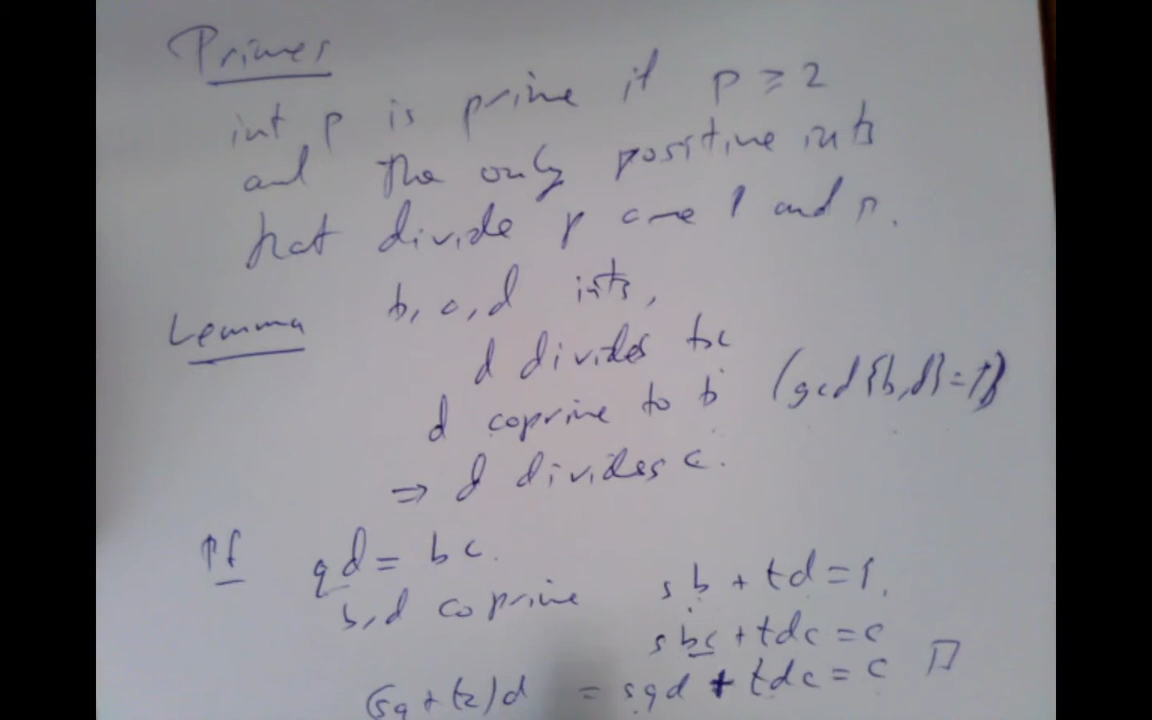 Primes
int p is prime if p ≥ 2
and the only positive ints
that divide p are 1 and p.
Lemma b, c, d ints,
d divides bc
d coprime to b (gcd{b,d}=1)
⇒ d divides c.
Pf qd = bc.
b,d coprime sb + td = 1.
sbc + tdc = c
(sq + tc)d = sqd + tdc = c □